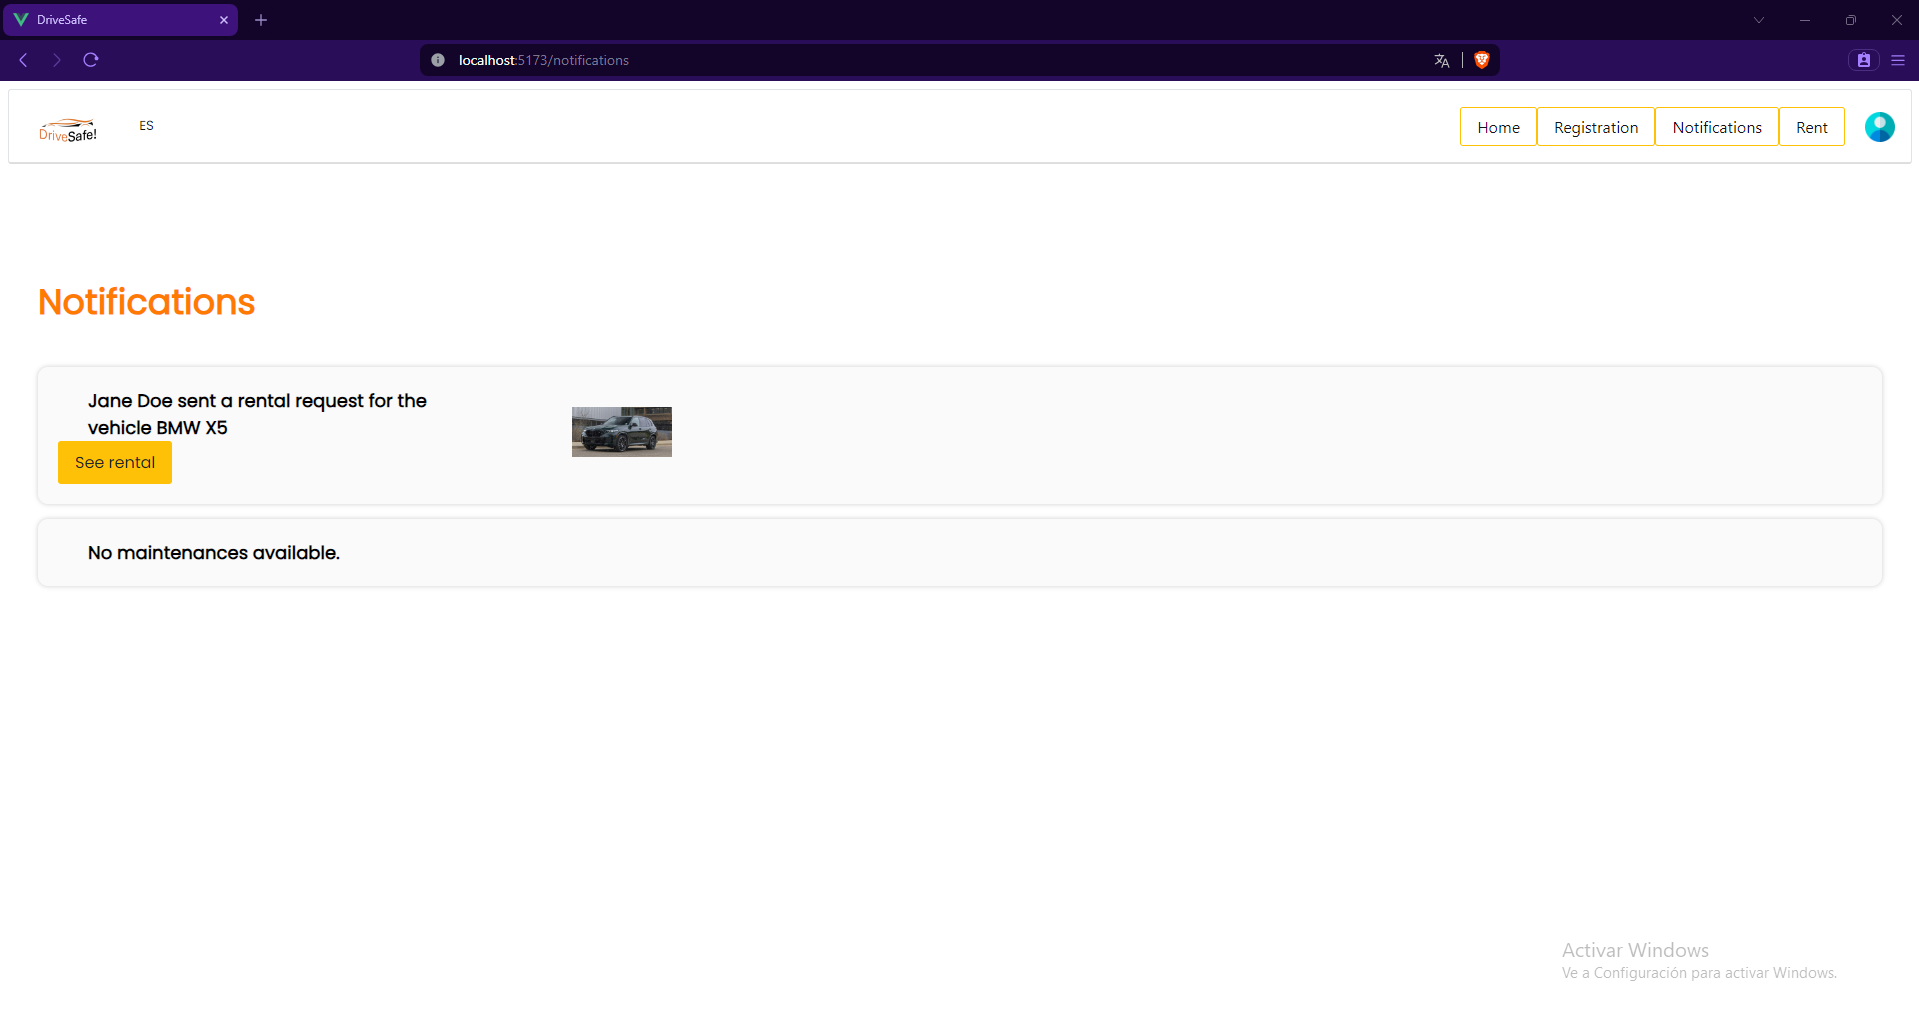 DriveSafe
localhost:5173/notifications
DriveSafe!
ES
Home
Registration
Notifications
Rent
Notifications
Jane Doe sent a rental request for the
vehicle BMW X5
See rental
No maintenances available.
Activar Windows
Ve a Configuración para activar Windows.